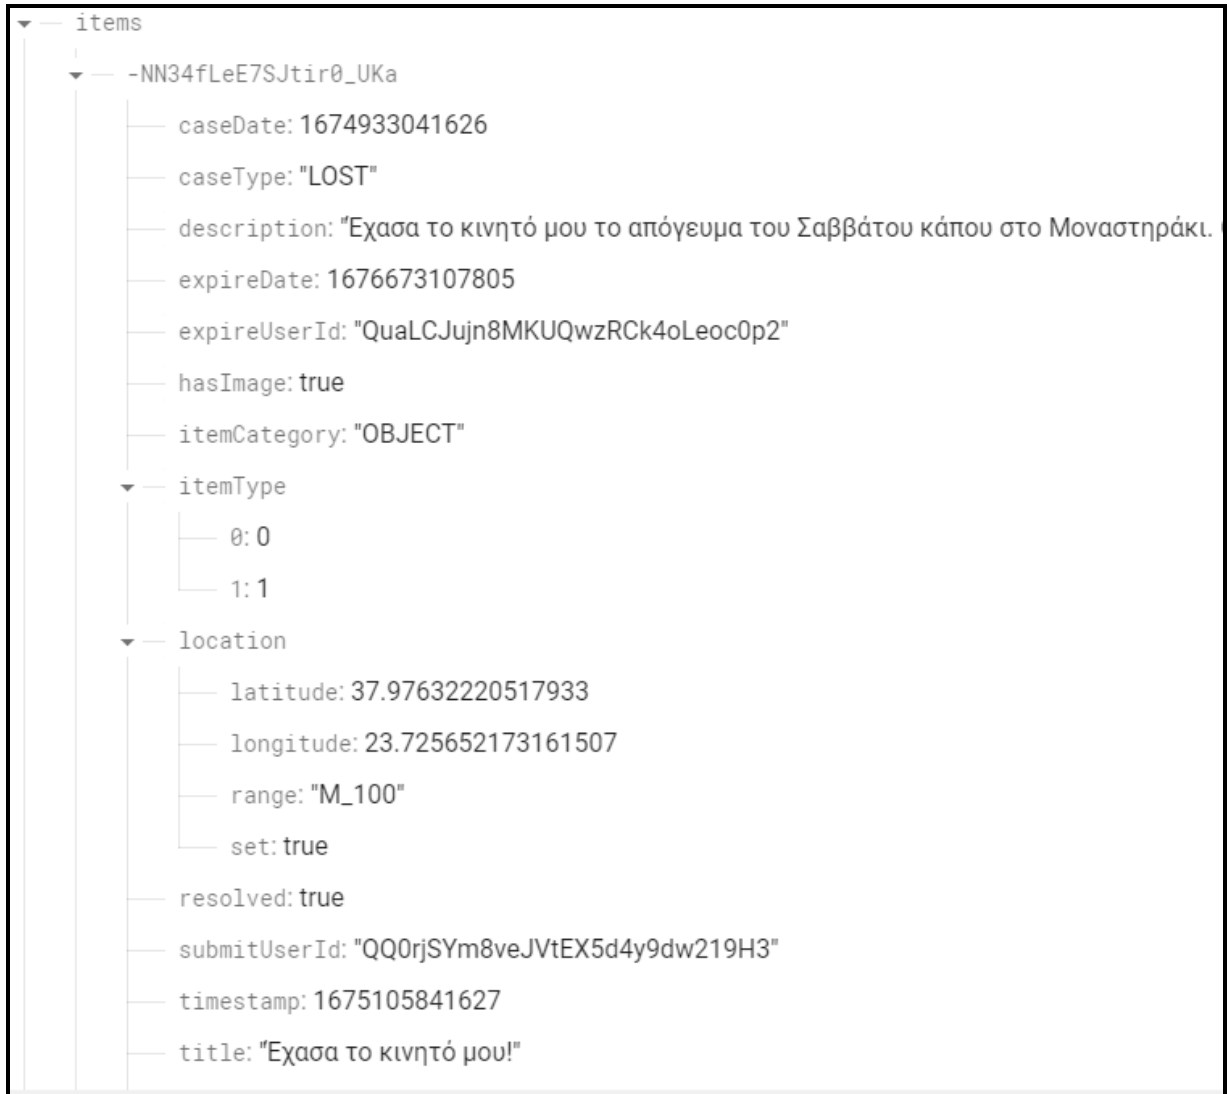 items
-NN34fLeE7SJtir0_UKa
caseDate: 1674933041626
caseType: "LOST"
description: "Έχασα το κινητό μου το απόγευμα του Σαββάτου κάπου στο Μοναστηράκι.
expireDate: 1676673107805
expireUserId: "QuaLCJujn8MKUQwzRCk4oLeoc0p2"
hasImage: true
itemCategory: "OBJECT"
itemType
0: 0
1: 1
location
latitude: 37.97632220517933
longitude: 23.725652173161507
range: "M_100"
set: true
resolved: true
submitUserId: "QQ0rjSYm8veJVtEX5d4y9dw219H3"
timestamp: 1675105841627
title: "Έχασα το κινητό μου!"